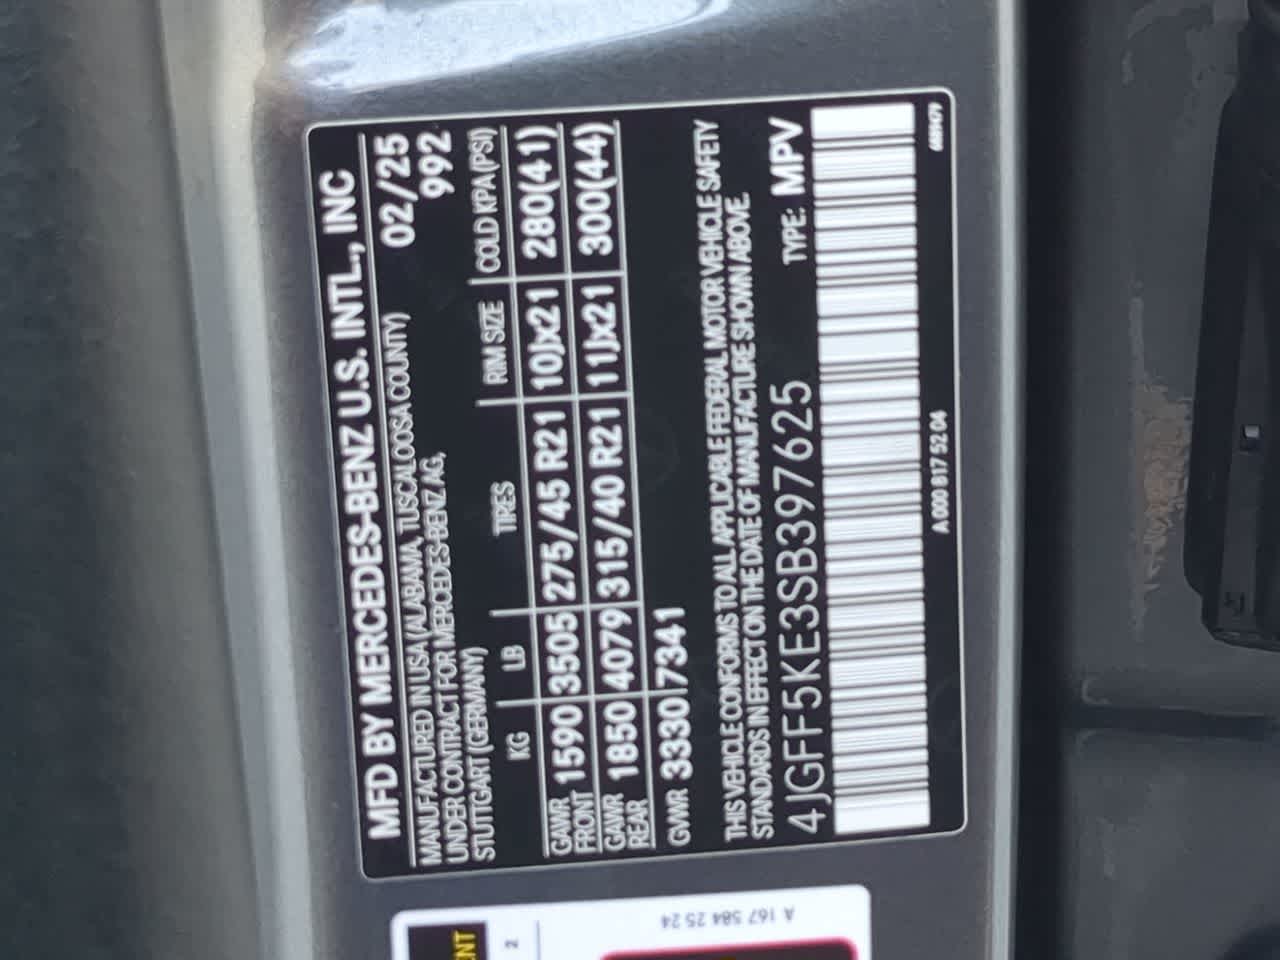 MFD BY MERCEDES-BENZ U.S. INTL., INC
MANUFACTURED IN USA (ALABAMA, TUSCALOOSA COUNTY) 02/25
UNDER CONTRACT FOR MERCEDES-BENZ AG, 992
STUTTGART (GERMANY)
KG LB TIRES RIM SIZE COLD KPA(PSI)
GAWR FRONT 1590 3505 275/45 R21 10Jx21 280(41)
GAWR REAR 1850 4079 315/40 R21 11Jx21 300(44)
GVWR 3330 7341
THIS VEHICLE CONFORMS TO ALL APPLICABLE FEDERAL MOTOR VEHICLE SAFETY
STANDARDS IN EFFECT ON THE DATE OF MANUFACTURE SHOWN ABOVE.
4JGFF5KE3SB397625 TYPE: MPV
A 000 817 52 04
A 167 584 25 24
2